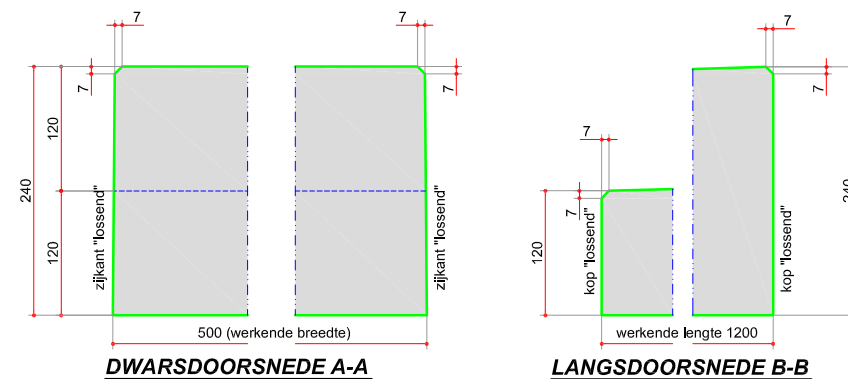 7
7
7
7
120
240
120
zijkant "lossend"
zijkant "lossend"
500 (werkende breedte)
DWARSDOORSNEDE A-A
7
7
7
7
120
240
kop "lossend"
kop "lossend"
werkende lengte 1200
LANGSDOORSNEDE B-B